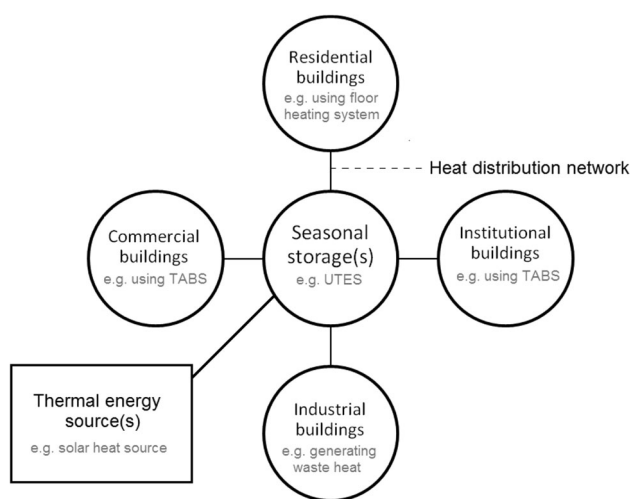 Residential
buildings
e.g. using floor
heating system
Heat distribution network
Commercial
buildings
e.g. using TABS
Seasonal
storage(s)
e.g. UTES
Institutional
buildings
e.g. using TABS
Thermal energy
source(s)
e.g. solar heat source
Industrial
buildings
e.g. generating
waste heat